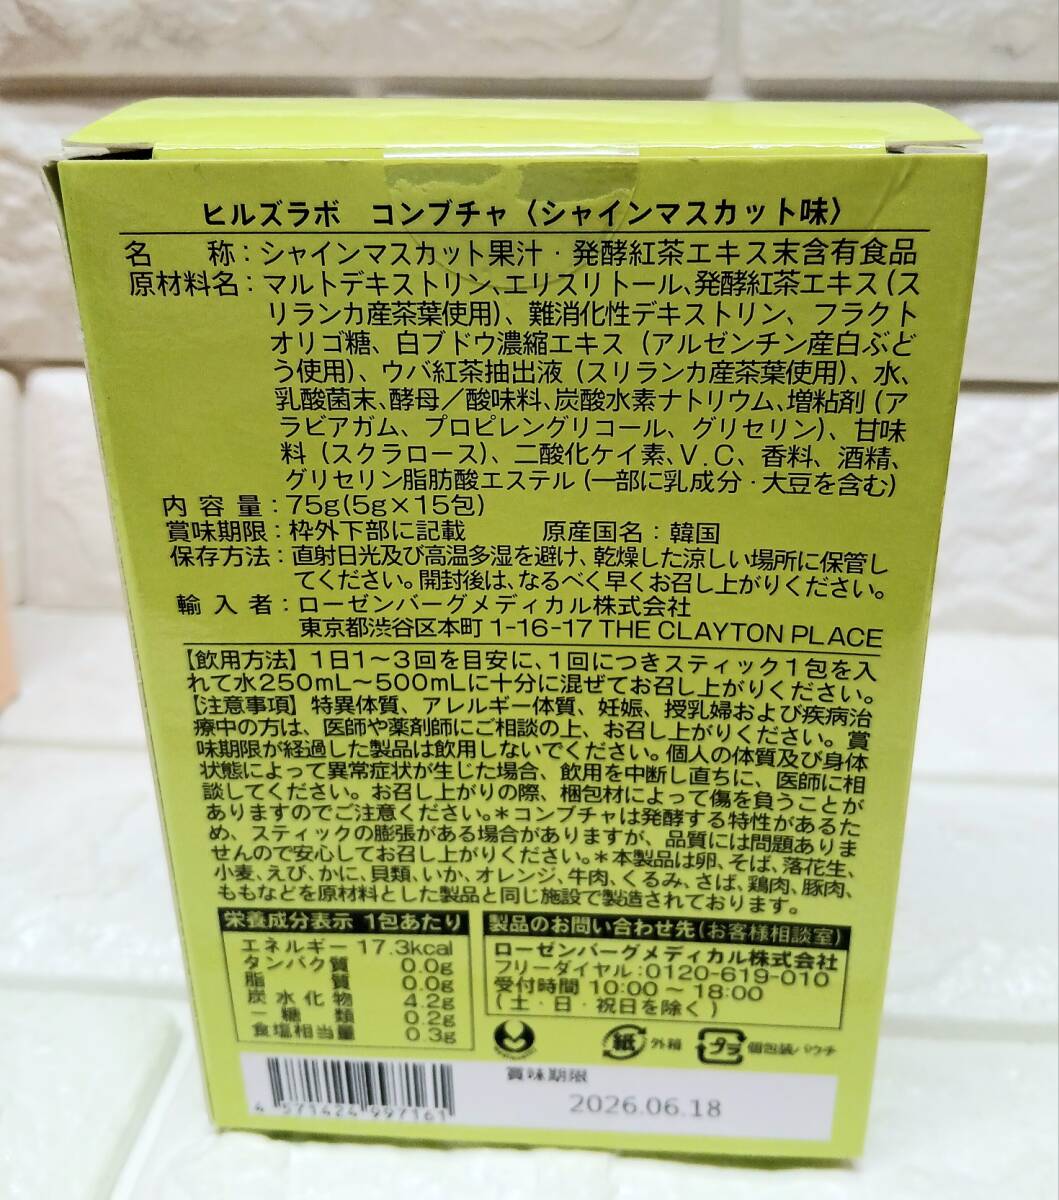 ヒルズラボ コンブチャ〈シャインマスカット味〉
名称：シャインマスカット果汁・発酵紅茶エキス末含有食品
原材料名：マルトデキストリン、エリスリトール、発酵紅茶エキス（ス
リランカ産茶葉使用）、難消化性デキストリン、フラクト
オリゴ糖、白ブドウ濃縮エキス（アルゼンチン産白ぶど
う使用）、ウバ紅茶抽出液（スリランカ産茶葉使用）、水、
乳酸菌末、酵母／酸味料、炭酸水素ナトリウム、増粘剤（ア
ラビアガム、プロピレングリコール、グリセリン）、甘味
料（スクラロース）、二酸化ケイ素、V.C、香料、酒精、
グリセリン脂肪酸エステル（一部に乳成分・大豆を含む）
内容量：75g(5g×15包)
賞味期限：枠外下部に記載 原産国名：韓国
保存方法：直射日光及び高温多湿を避け、乾燥した涼しい場所に保管し
てください。開封後は、なるべく早くお召し上がりください。
輸入者：ローゼンバーグメディカル株式会社
東京都渋谷区本町 1-16-17 THE CLAYTON PLACE
【飲用方法】1日1～3回を目安に、1回につきスティック1包を入
れて水250mL～500mLに十分に混ぜてお召し上がりください。
【注意事項】特異体質、アレルギー体質、妊娠、授乳婦および疾病治
療中の方は、医師や薬剤師にご相談の上、お召し上がりください。賞
味期限が経過した製品は飲用しないでください。個人の体質及び身体
状態によって異常症状が生じた場合、飲用を中断し直ちに、医師に相
談してください。お召し上がりの際、梱包材によって傷を負うことが
ありますのでご注意ください。＊コンブチャは発酵する特性があるた
め、スティックの膨張がある場合がありますが、品質には問題ありま
せんので安心してお召し上がりください。＊本製品は卵、そば、落花生、
小麦、えび、かに、貝類、いか、オレンジ、牛肉、くるみ、さば、鶏肉、豚肉、
ももなどを原材料とした製品と同じ施設で製造されております。
栄養成分表示 1包あたり
エネルギー 17.3kcal
タンパク質 0.0g
脂質 0.0g
炭水化物 4.2g
－糖類 0.2g
食塩相当量 0.3g
製品のお問い合わせ先（お客様相談室）
ローゼンバーグメディカル株式会社
フリーダイヤル：0120-619-010
受付時間 10:00～18:00
（土・日・祝日を除く）
紙 外箱
プラ 個包装パウチ
4 571424 997161
賞味期限
2026.06.18